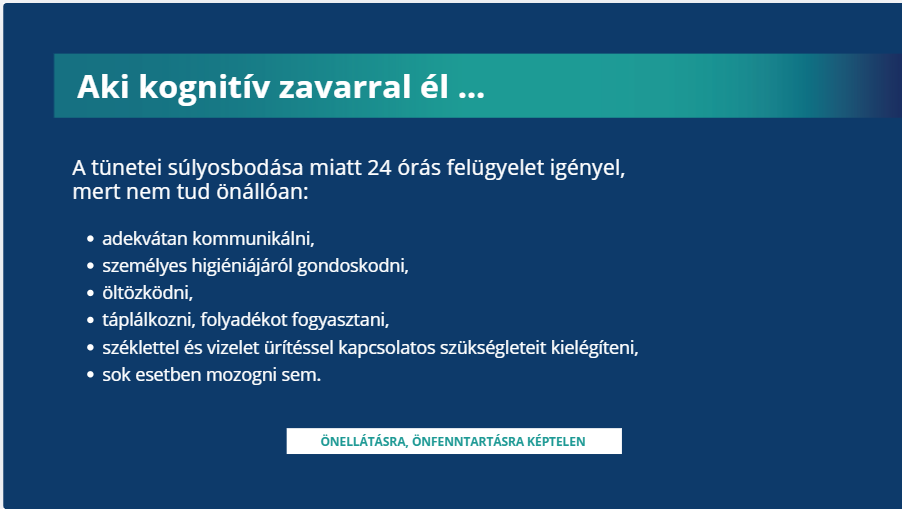 Aki kognitív zavarral él ...
A tünetei súlyosbodása miatt 24 órás felügyelet igényel,
mert nem tud önállóan:
• adekvátan kommunikálni,
• személyes higiéniájáról gondoskodni,
• öltözködni,
• táplálkozni, folyadékot fogyasztani,
• széklettel és vizelet ürítéssel kapcsolatos szükségleteit kielégíteni,
• sok esetben mozogni sem.
ÖNELLÁTÁSRA, ÖNFENNTARTÁSRA KÉPTELEN